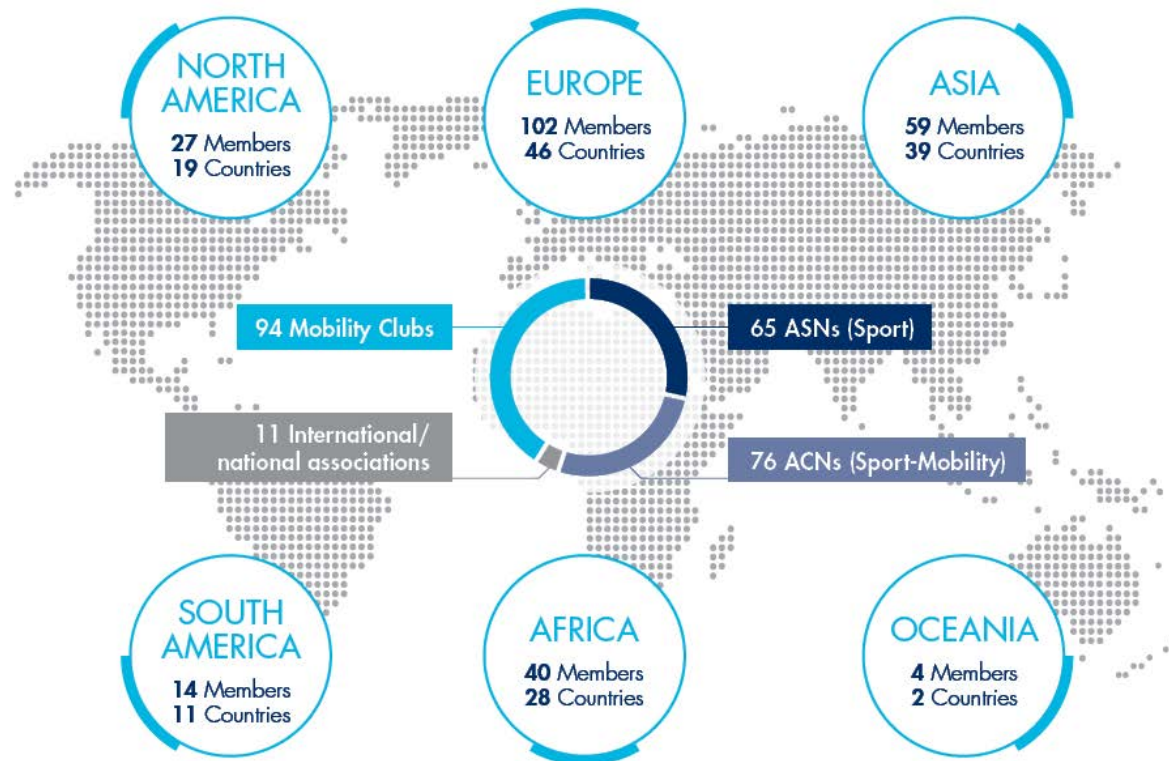 NORTH
AMERICA
27 Members
19 Countries
EUROPE
102 Members
46 Countries
ASIA
59 Members
39 Countries
94 Mobility Clubs
65 ASNs (Sport)
11 International/
national associations
76 ACNs (Sport-Mobility)
SOUTH
AMERICA
14 Members
11 Countries
AFRICA
40 Members
28 Countries
OCEANIA
4 Members
2 Countries